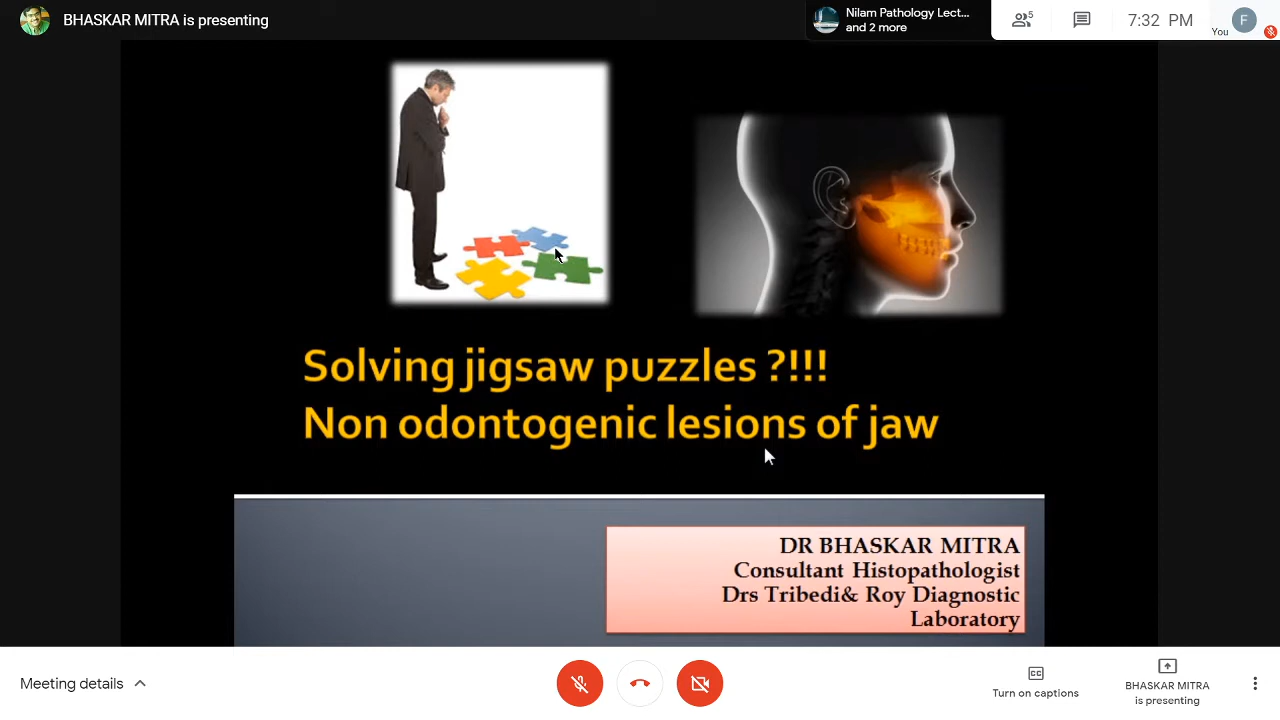 BHASKAR MITRA is presenting
Nilam Pathology Lect...
and 2 more
5
7:32 PM
You
F
Solving jigsaw puzzles ?!!!
Non odontogenic lesions of jaw
DR BHASKAR MITRA
Consultant Histopathologist
Drs Tribedi& Roy Diagnostic
Laboratory
Meeting details
CC
Turn on captions
BHASKAR MITRA
is presenting